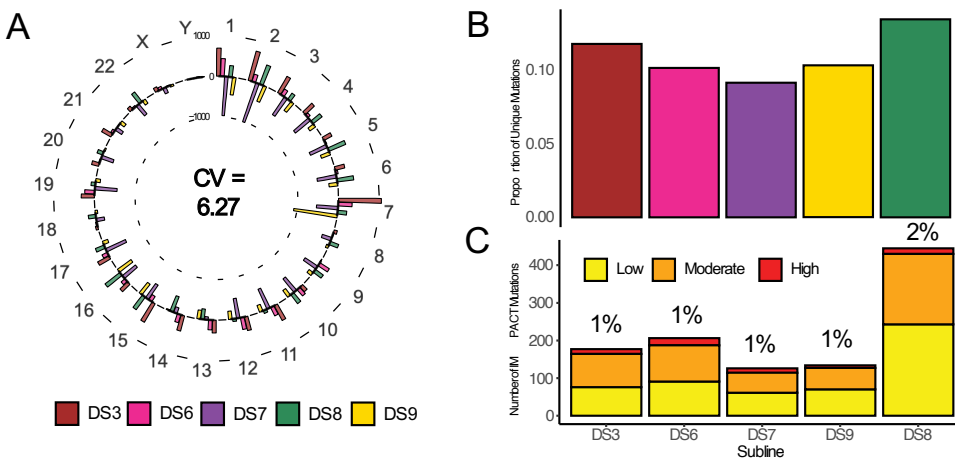 A
1000
0
−1000
1
2
3
4
5
6
7
8
9
10
11
12
13
14
15
16
17
18
19
20
21
22
X
Y
CV =
6.27
DS3 DS6 DS7 DS8 DS9
B
Proportion of Unique Mutations
0.10
0.05
0.00
C
Number of IMPACT Mutations
400
300
200
100
0
Low Moderate High
1% 1% 1% 1% 2%
DS3 DS6 DS7 DS9 DS8
Subline